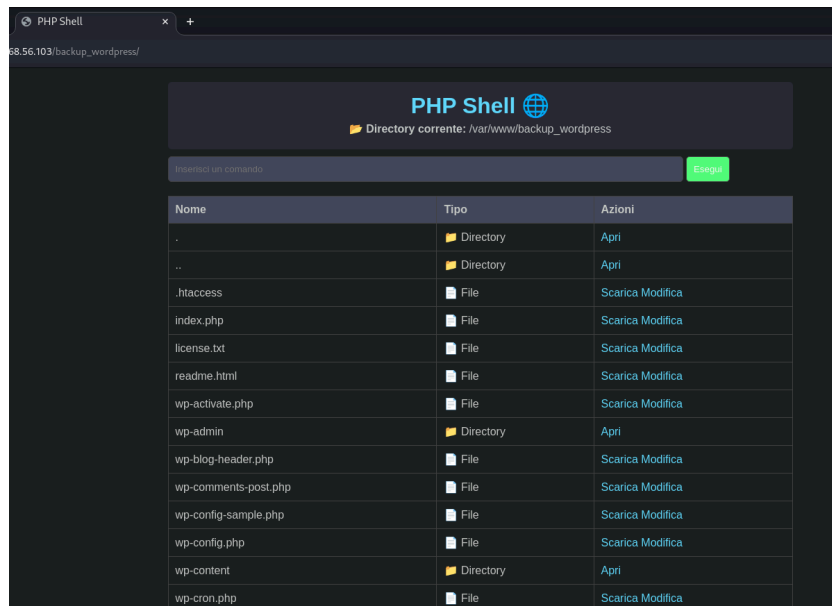 PHP Shell × +
68.56.103/backup_wordpress/
PHP Shell
Directory corrente: /var/www/backup_wordpress
Inserisci un comando
Esegui
Nome Tipo Azioni
. Directory Apri
.. Directory Apri
.htaccess File Scarica Modifica
index.php File Scarica Modifica
license.txt File Scarica Modifica
readme.html File Scarica Modifica
wp-activate.php File Scarica Modifica
wp-admin Directory Apri
wp-blog-header.php File Scarica Modifica
wp-comments-post.php File Scarica Modifica
wp-config-sample.php File Scarica Modifica
wp-config.php File Scarica Modifica
wp-content Directory Apri
wp-cron.php File Scarica Modifica